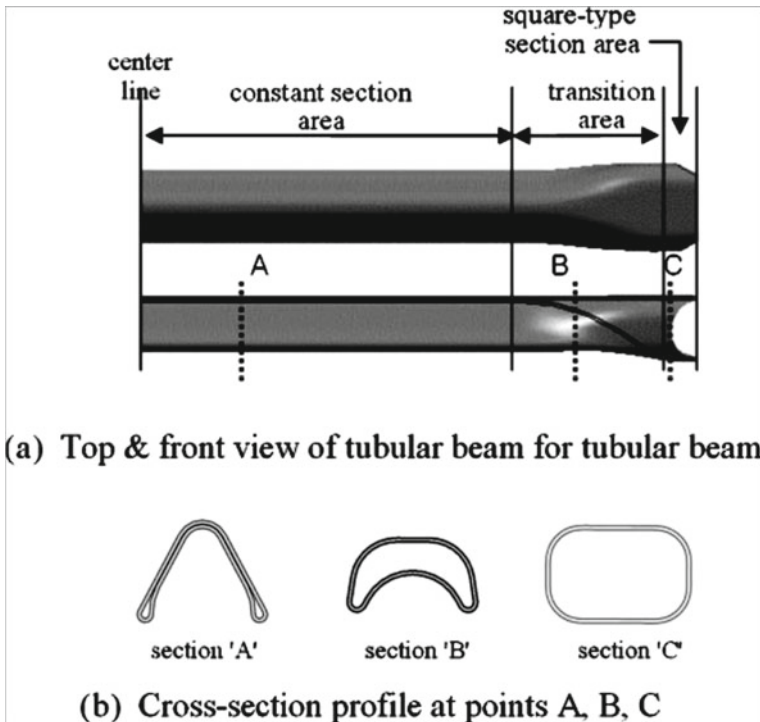 square-type
section area
center
line
constant section
area
transition
area
A
B
C
(a) Top & front view of tubular beam for tubular beam
section 'A'
section 'B'
section 'C'
(b) Cross-section profile at points A, B, C